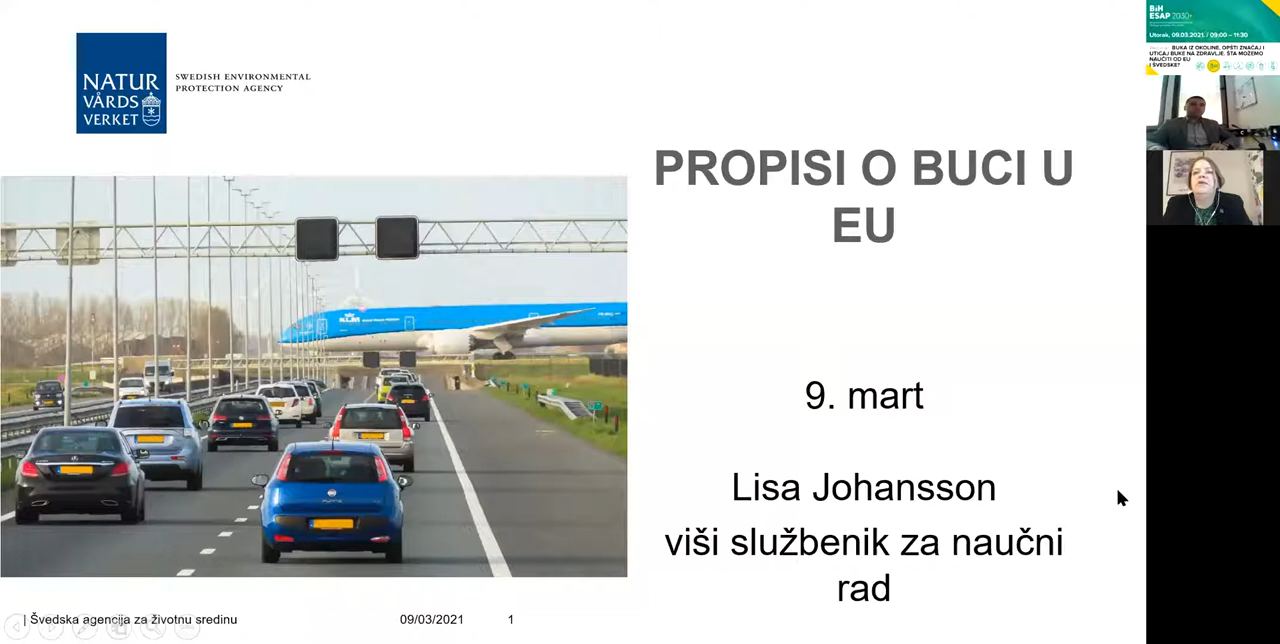 NATUR
VÅRDS
VERKET
SWEDISH ENVIRONMENTAL
PROTECTION AGENCY
PROPISI O BUCI U
EU
KLM
9. mart
Lisa Johansson
viši službenik za naučni
rad
| Švedska agencija za životnu sredinu
09/03/2021
1
BiH
ESAP 2030+
Utorak, 09.03.2021. / 09:00 – 11:30
BUKA IZ OKOLINE, OPŠTI ZNAČAJ I
UTICAJ BUKE NA ZDRAVLJE. ŠTA MOŽEMO
NAUČITI OD EU
I ŠVEDSKE?